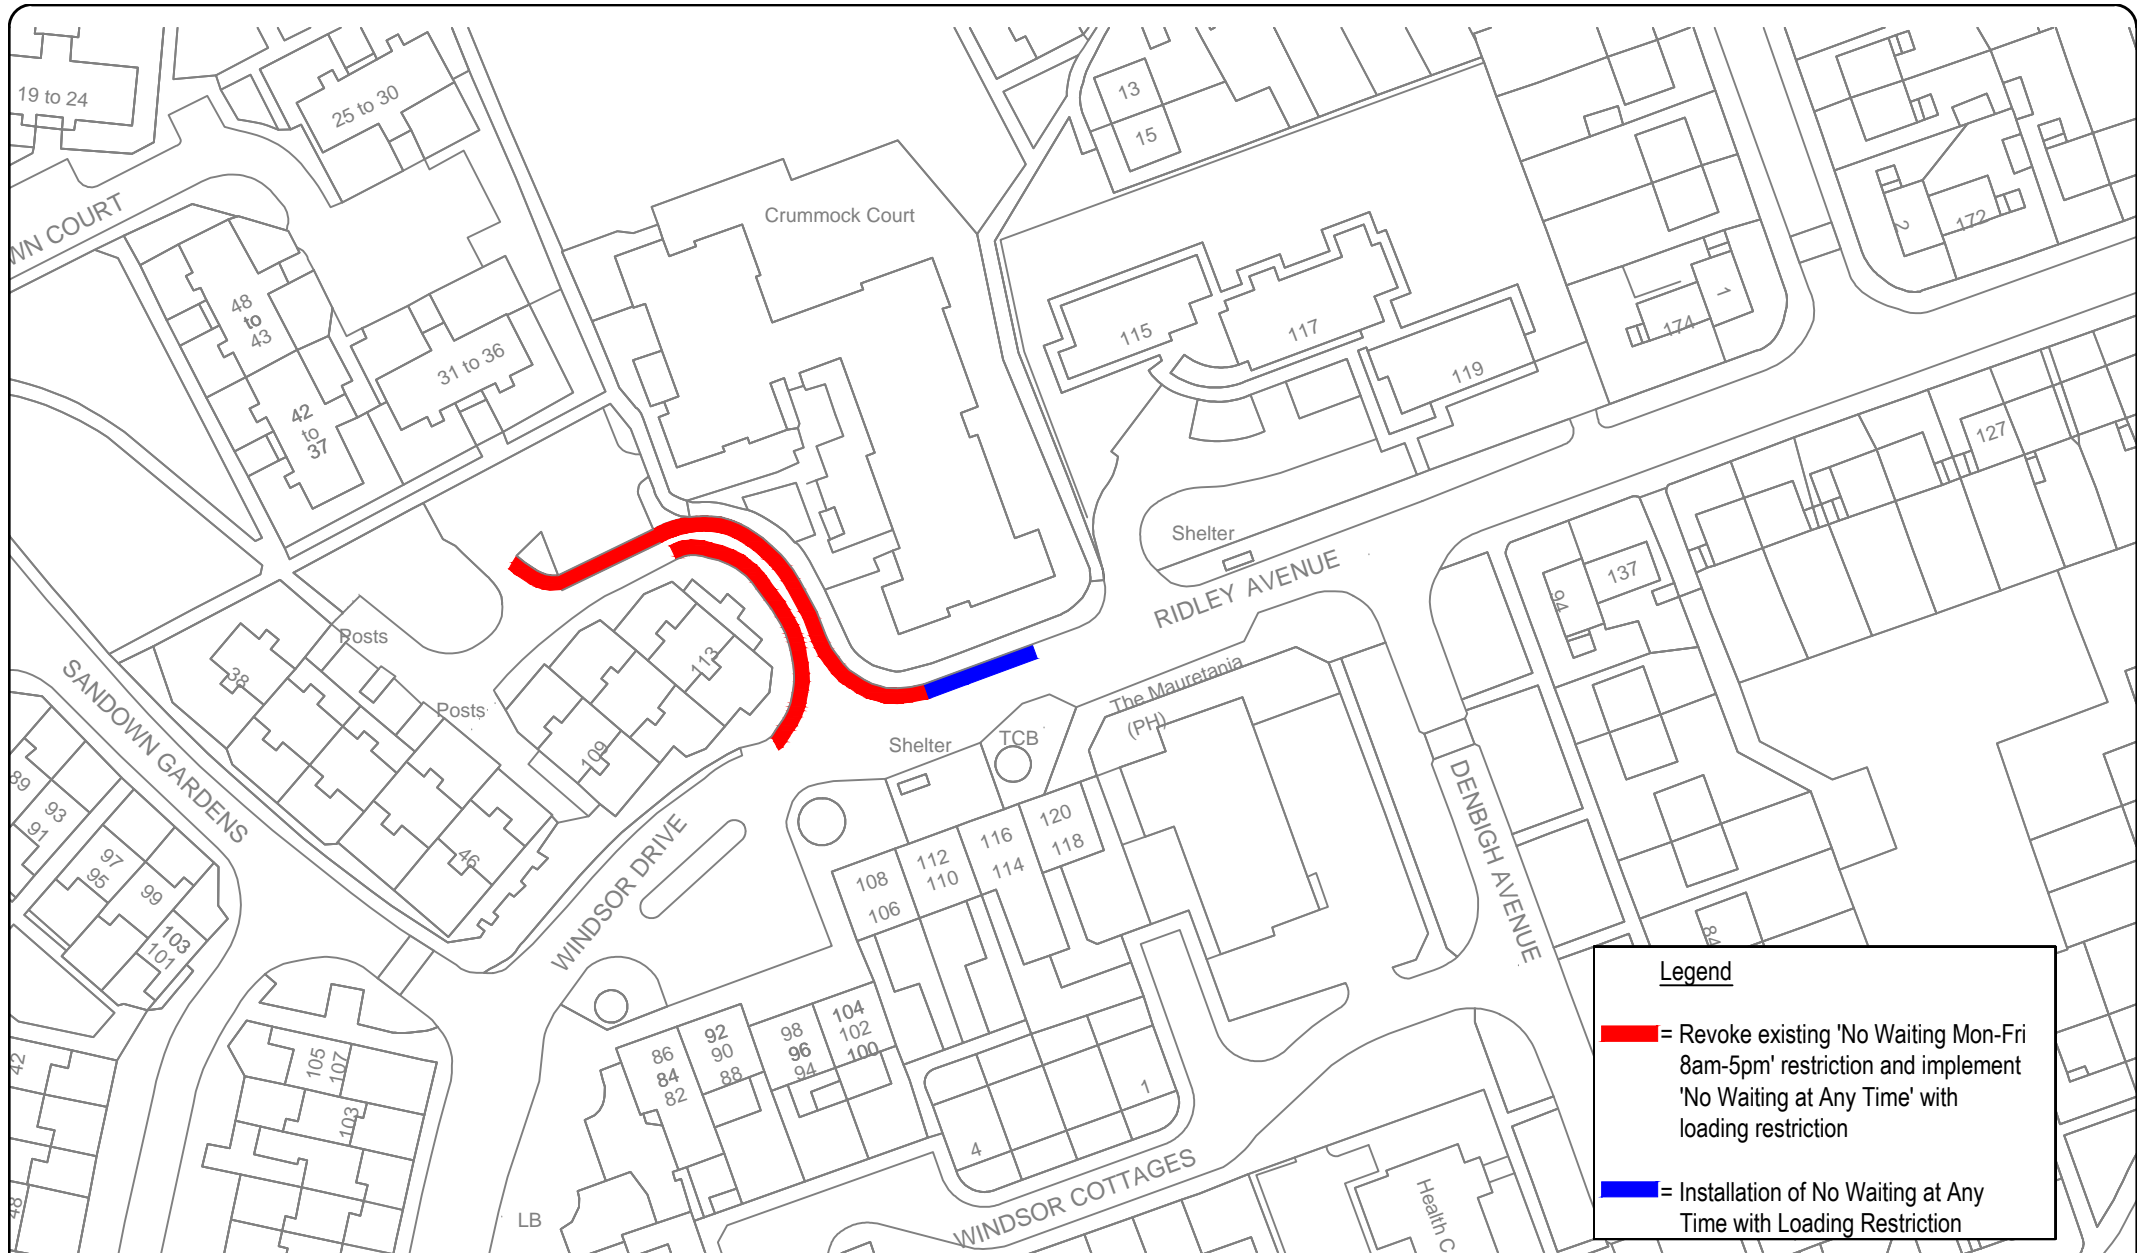 19 to 24
25 to 30
13
15
WN COURT
Crummock Court
48
to
43
31 to 36
42
to
37
115
117
119
174
1
2
172
127
Shelter
RIDLEY AVENUE
137
94
Posts
38
SANDOWN GARDENS
Posts
113
109
46
The Mauretania
(PH)
TCB
Shelter
WINDSOR DRIVE
DENBIGH AVENUE
89
93
91
97
95
99
103
101
120
118
116
114
112
110
108
106
84
104
102
100
98
96
94
92
90
88
86
84
82
105
107
103
42
48
1
4
LB
WINDSOR COTTAGES
Health C
Legend
= Revoke existing 'No Waiting Mon-Fri
8am-5pm' restriction and implement
'No Waiting at Any Time' with
loading restriction
= Installation of No Waiting at Any
Time with Loading Restriction